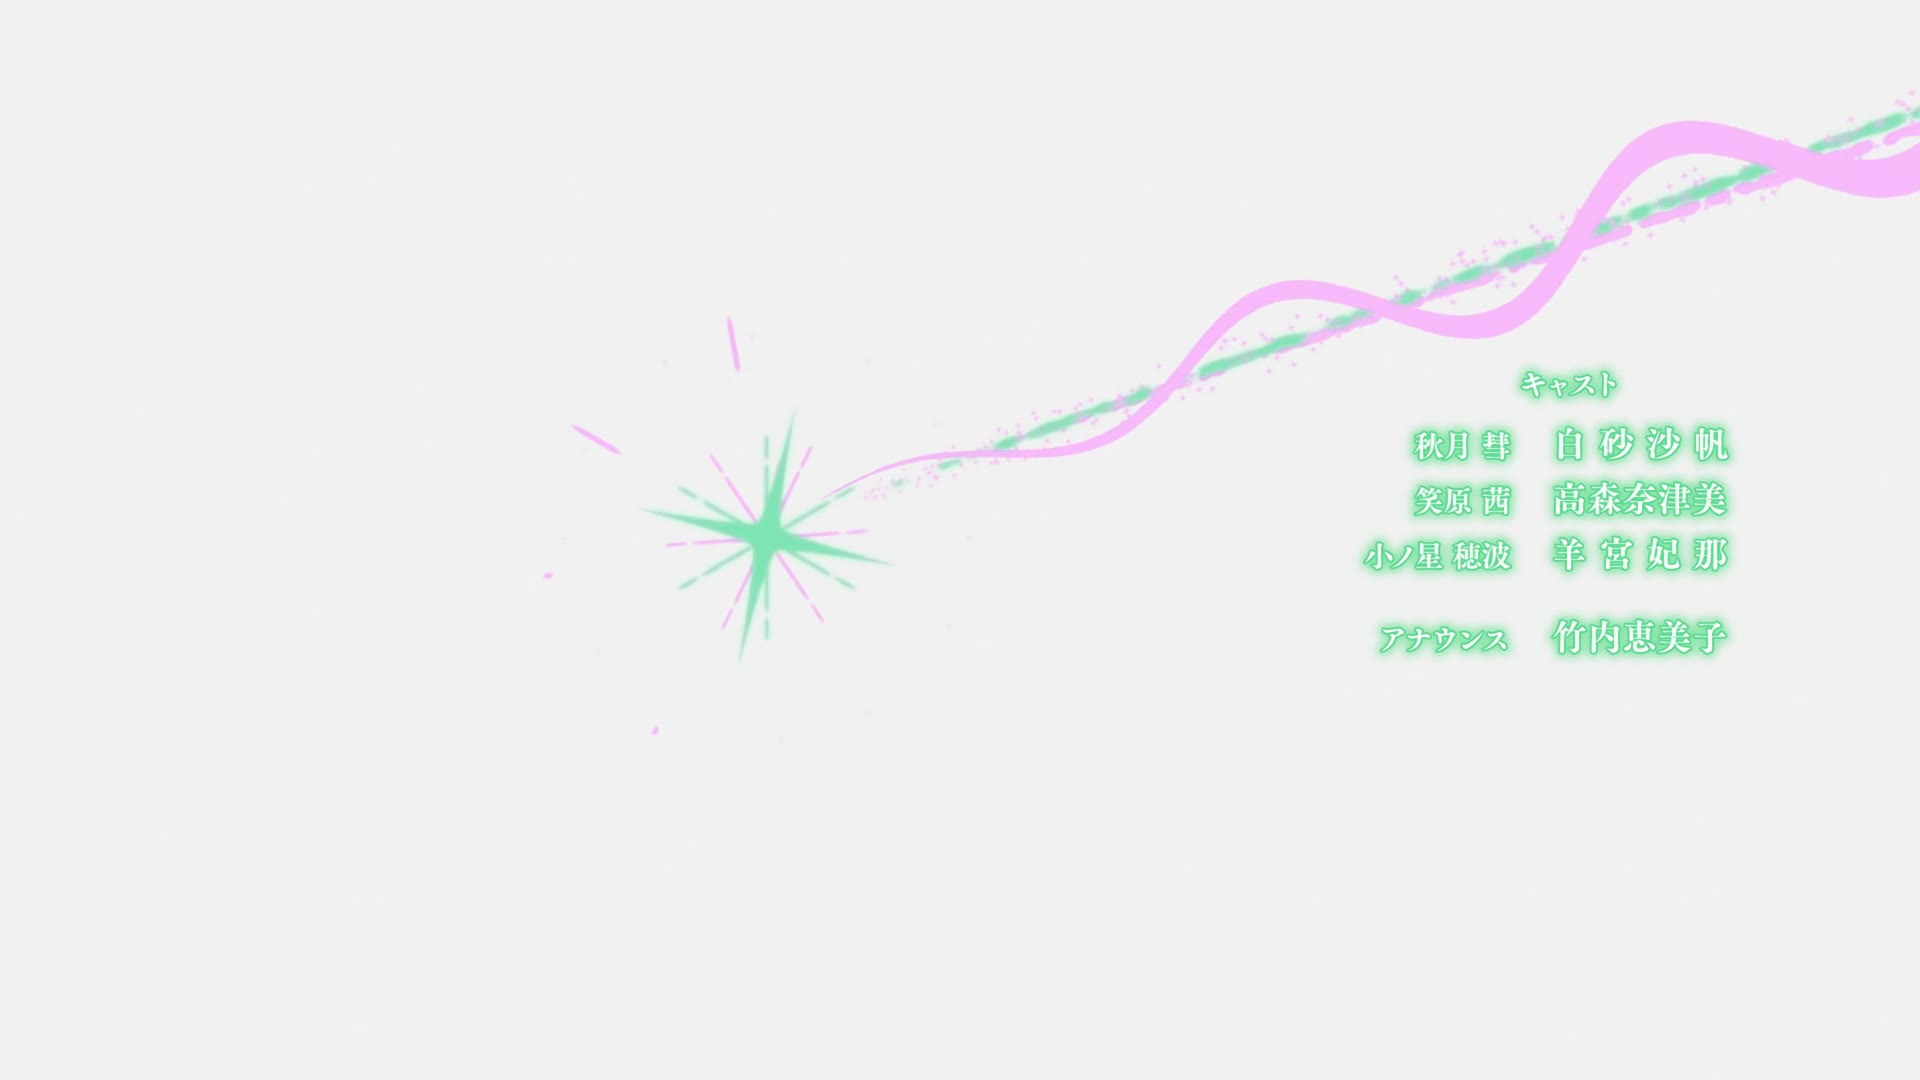 キャスト
秋月 彗 白砂沙帆
笑原 茜 高森奈津美
小ノ星 穂波 羊宮妃那
アナウンス 竹内恵美子